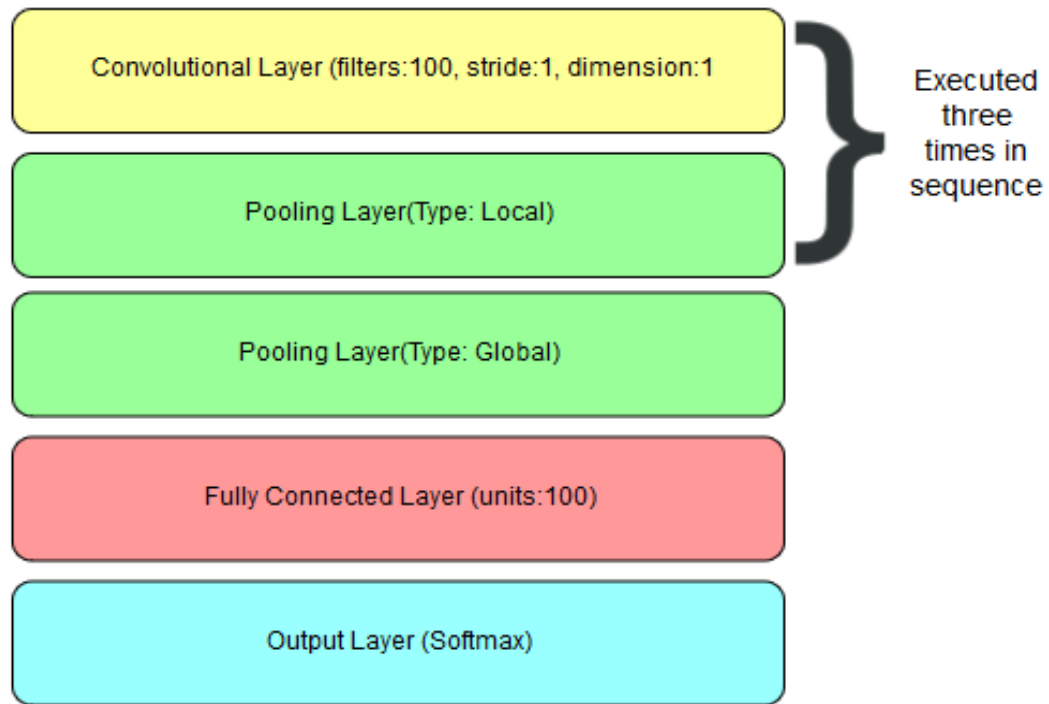 Convolutional Layer (filters:100, stride:1, dimension:1
Executed
three
times in
sequence
Pooling Layer(Type: Local)
Pooling Layer(Type: Global)
Fully Connected Layer (units:100)
Output Layer (Softmax)